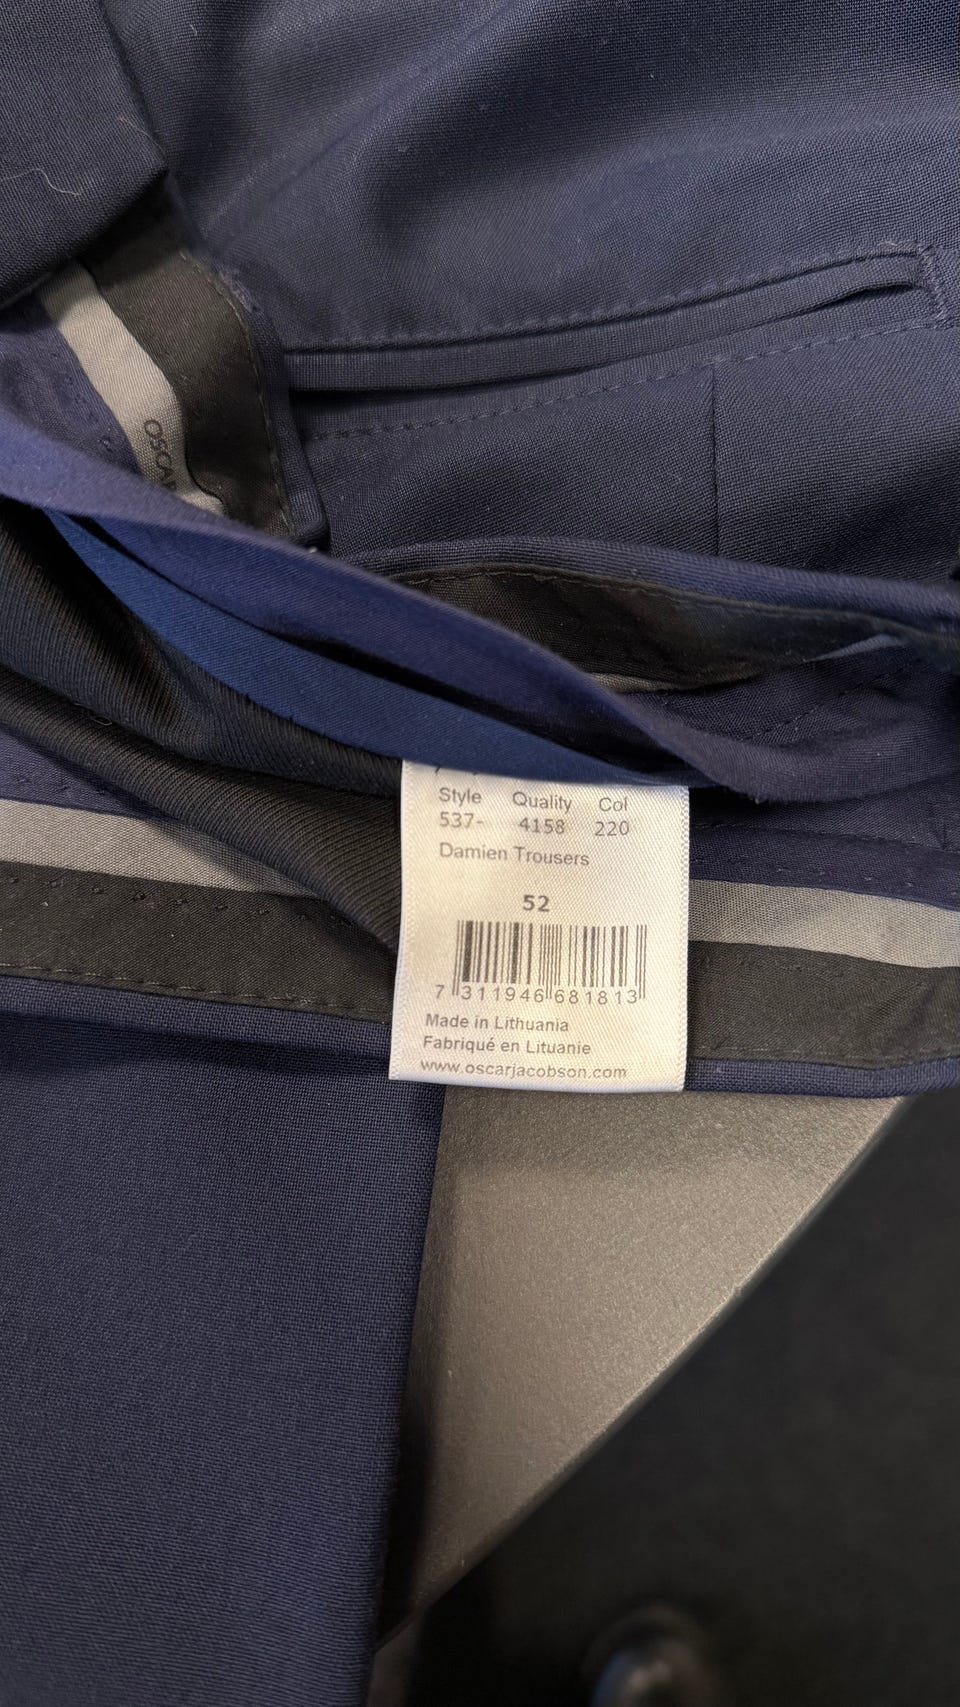 OSCAR
Style Quality Col
537- 4158 220
Damien Trousers
52
7 311946 681813
Made in Lithuania
Fabriqué en Lituanie
www.oscarjacobson.com